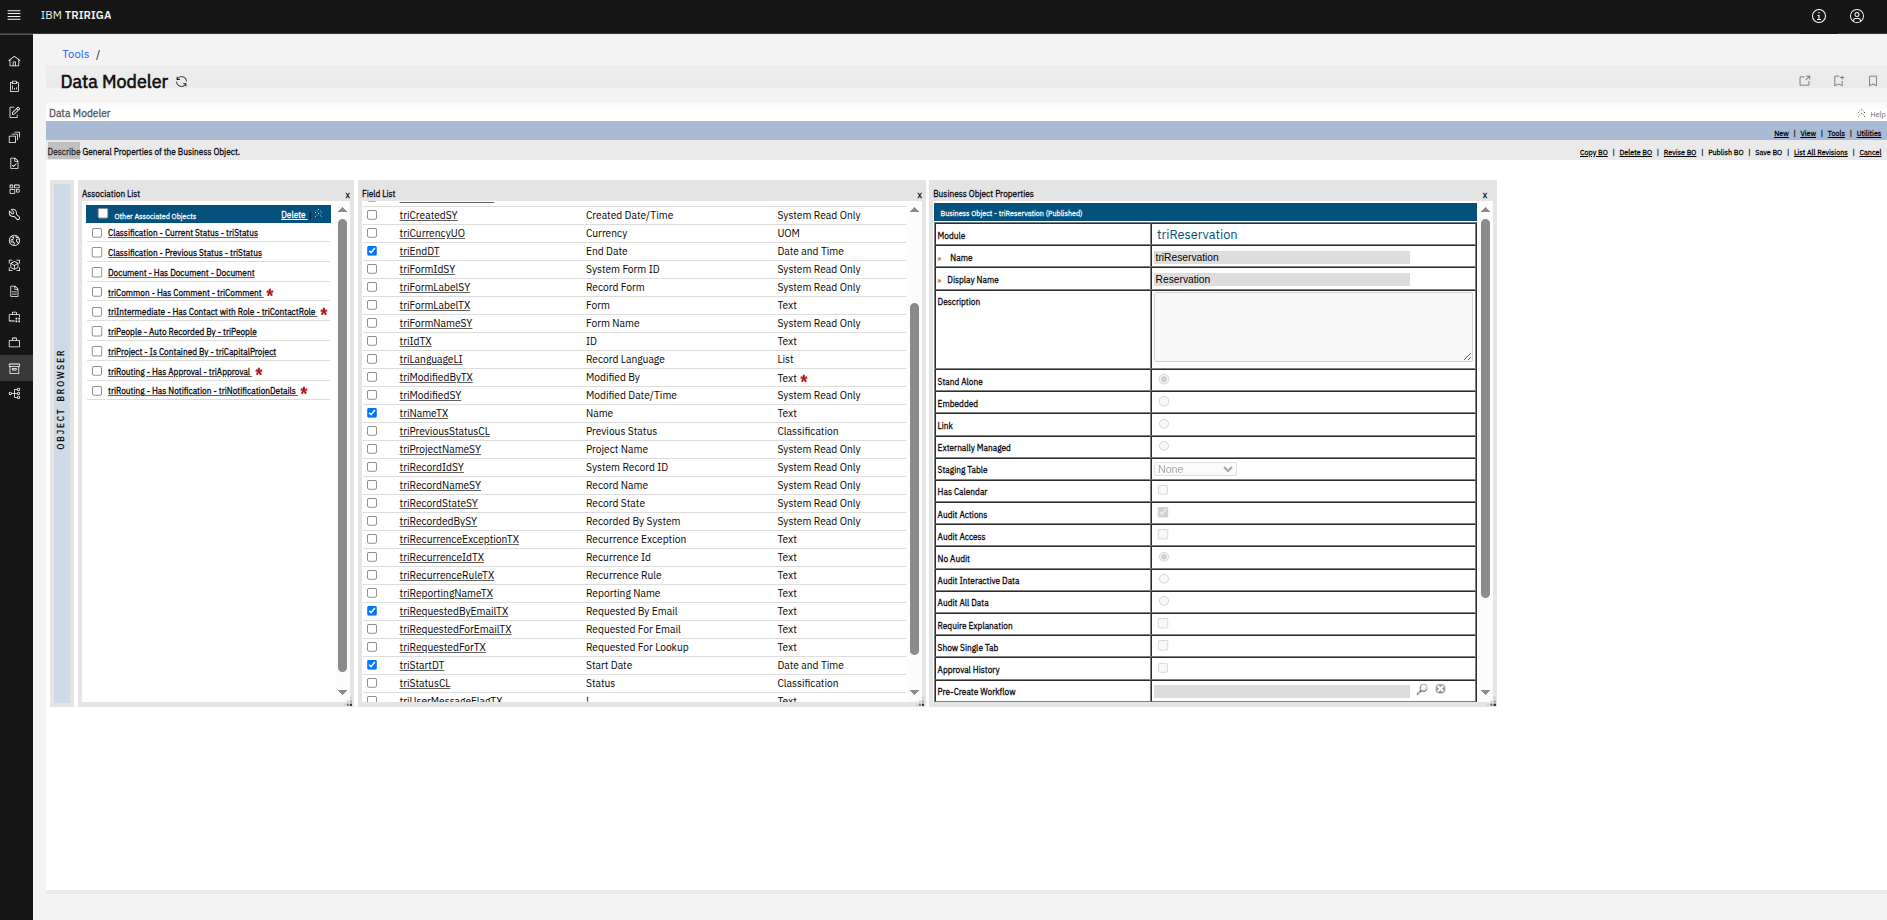 IBM TRIRIGA
Tools /
Data Modeler
Data Modeler
Help
New | View | Tools | Utilities
Describe General Properties of the Business Object.
Copy BO | Delete BO | Revise BO | Publish BO | Save BO | List All Revisions | Cancel
OBJECT BROWSER
Association List x
Other Associated Objects Delete
Classification - Current Status - triStatus
Classification - Previous Status - triStatus
Document - Has Document - Document
triCommon - Has Comment - triComment *
triIntermediate - Has Contact with Role - triContactRole *
triPeople - Auto Recorded By - triPeople
triProject - Is Contained By - triCapitalProject
triRouting - Has Approval - triApproval *
triRouting - Has Notification - triNotificationDetails *
Field List x
triCreatedSY Created Date/Time System Read Only
triCurrencyUO Currency UOM
triEndDT End Date Date and Time
triFormIdSY System Form ID System Read Only
triFormLabelSY Record Form System Read Only
triFormLabelTX Form Text
triFormNameSY Form Name System Read Only
triIdTX ID Text
triLanguageLI Record Language List
triModifiedByTX Modified By Text *
triModifiedSY Modified Date/Time System Read Only
triNameTX Name Text
triPreviousStatusCL Previous Status Classification
triProjectNameSY Project Name System Read Only
triRecordIdSY System Record ID System Read Only
triRecordNameSY Record Name System Read Only
triRecordStateSY Record State System Read Only
triRecordedBySY Recorded By System System Read Only
triRecurrenceExceptionTX Recurrence Exception Text
triRecurrenceIdTX Recurrence Id Text
triRecurrenceRuleTX Recurrence Rule Text
triReportingNameTX Reporting Name Text
triRequestedByEmailTX Requested By Email Text
triRequestedForEmailTX Requested For Email Text
triRequestedForTX Requested For Lookup Text
triStartDT Start Date Date and Time
triStatusCL Status Classification
triUserMessageFlagTX ! Text
Business Object Properties x
Business Object - triReservation (Published)
Module triReservation
» Name triReservation
» Display Name Reservation
Description
Stand Alone
Embedded
Link
Externally Managed
Staging Table None
Has Calendar
Audit Actions
Audit Access
No Audit
Audit Interactive Data
Audit All Data
Require Explanation
Show Single Tab
Approval History
Pre-Create Workflow